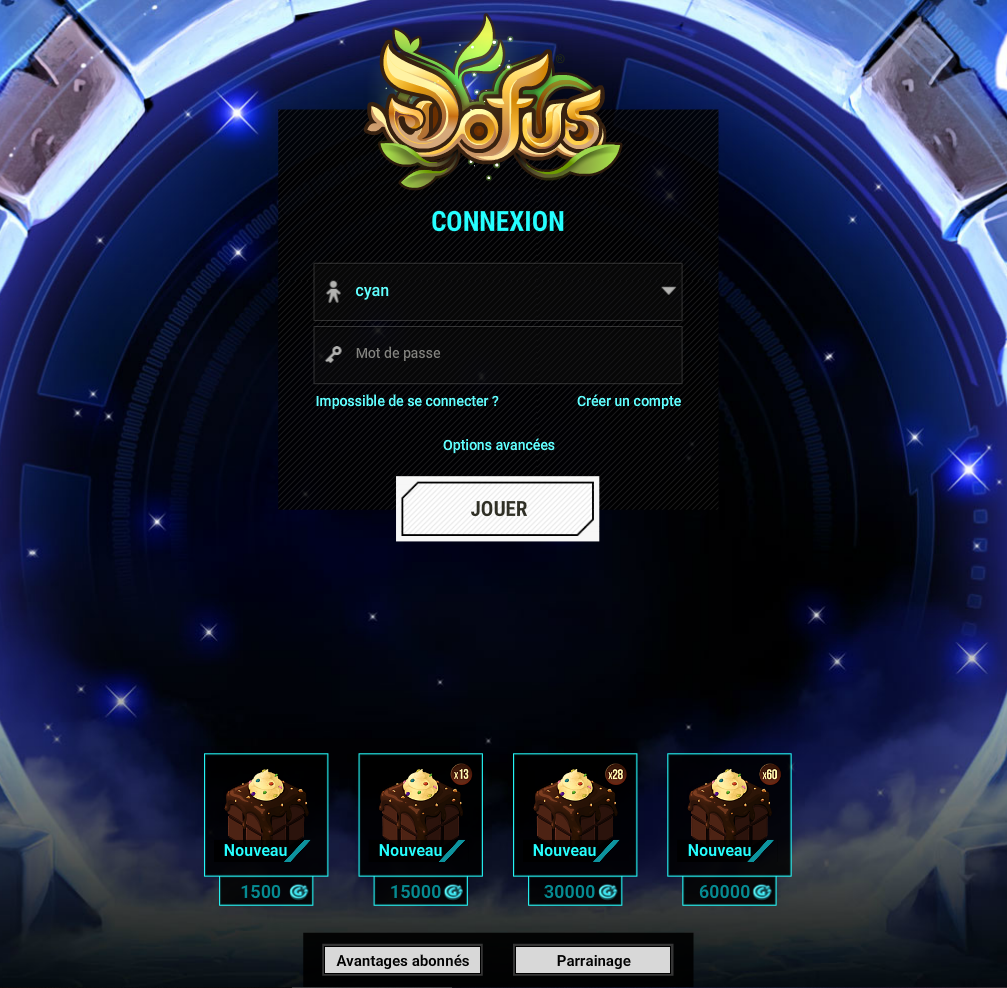 Dofus
CONNEXION
cyan
Mot de passe
Impossible de se connecter ? Créer un compte
Options avancées
JOUER
x13 x28 x60
Nouveau Nouveau Nouveau Nouveau
1500 15000 30000 60000
Avantages abonnés Parrainage